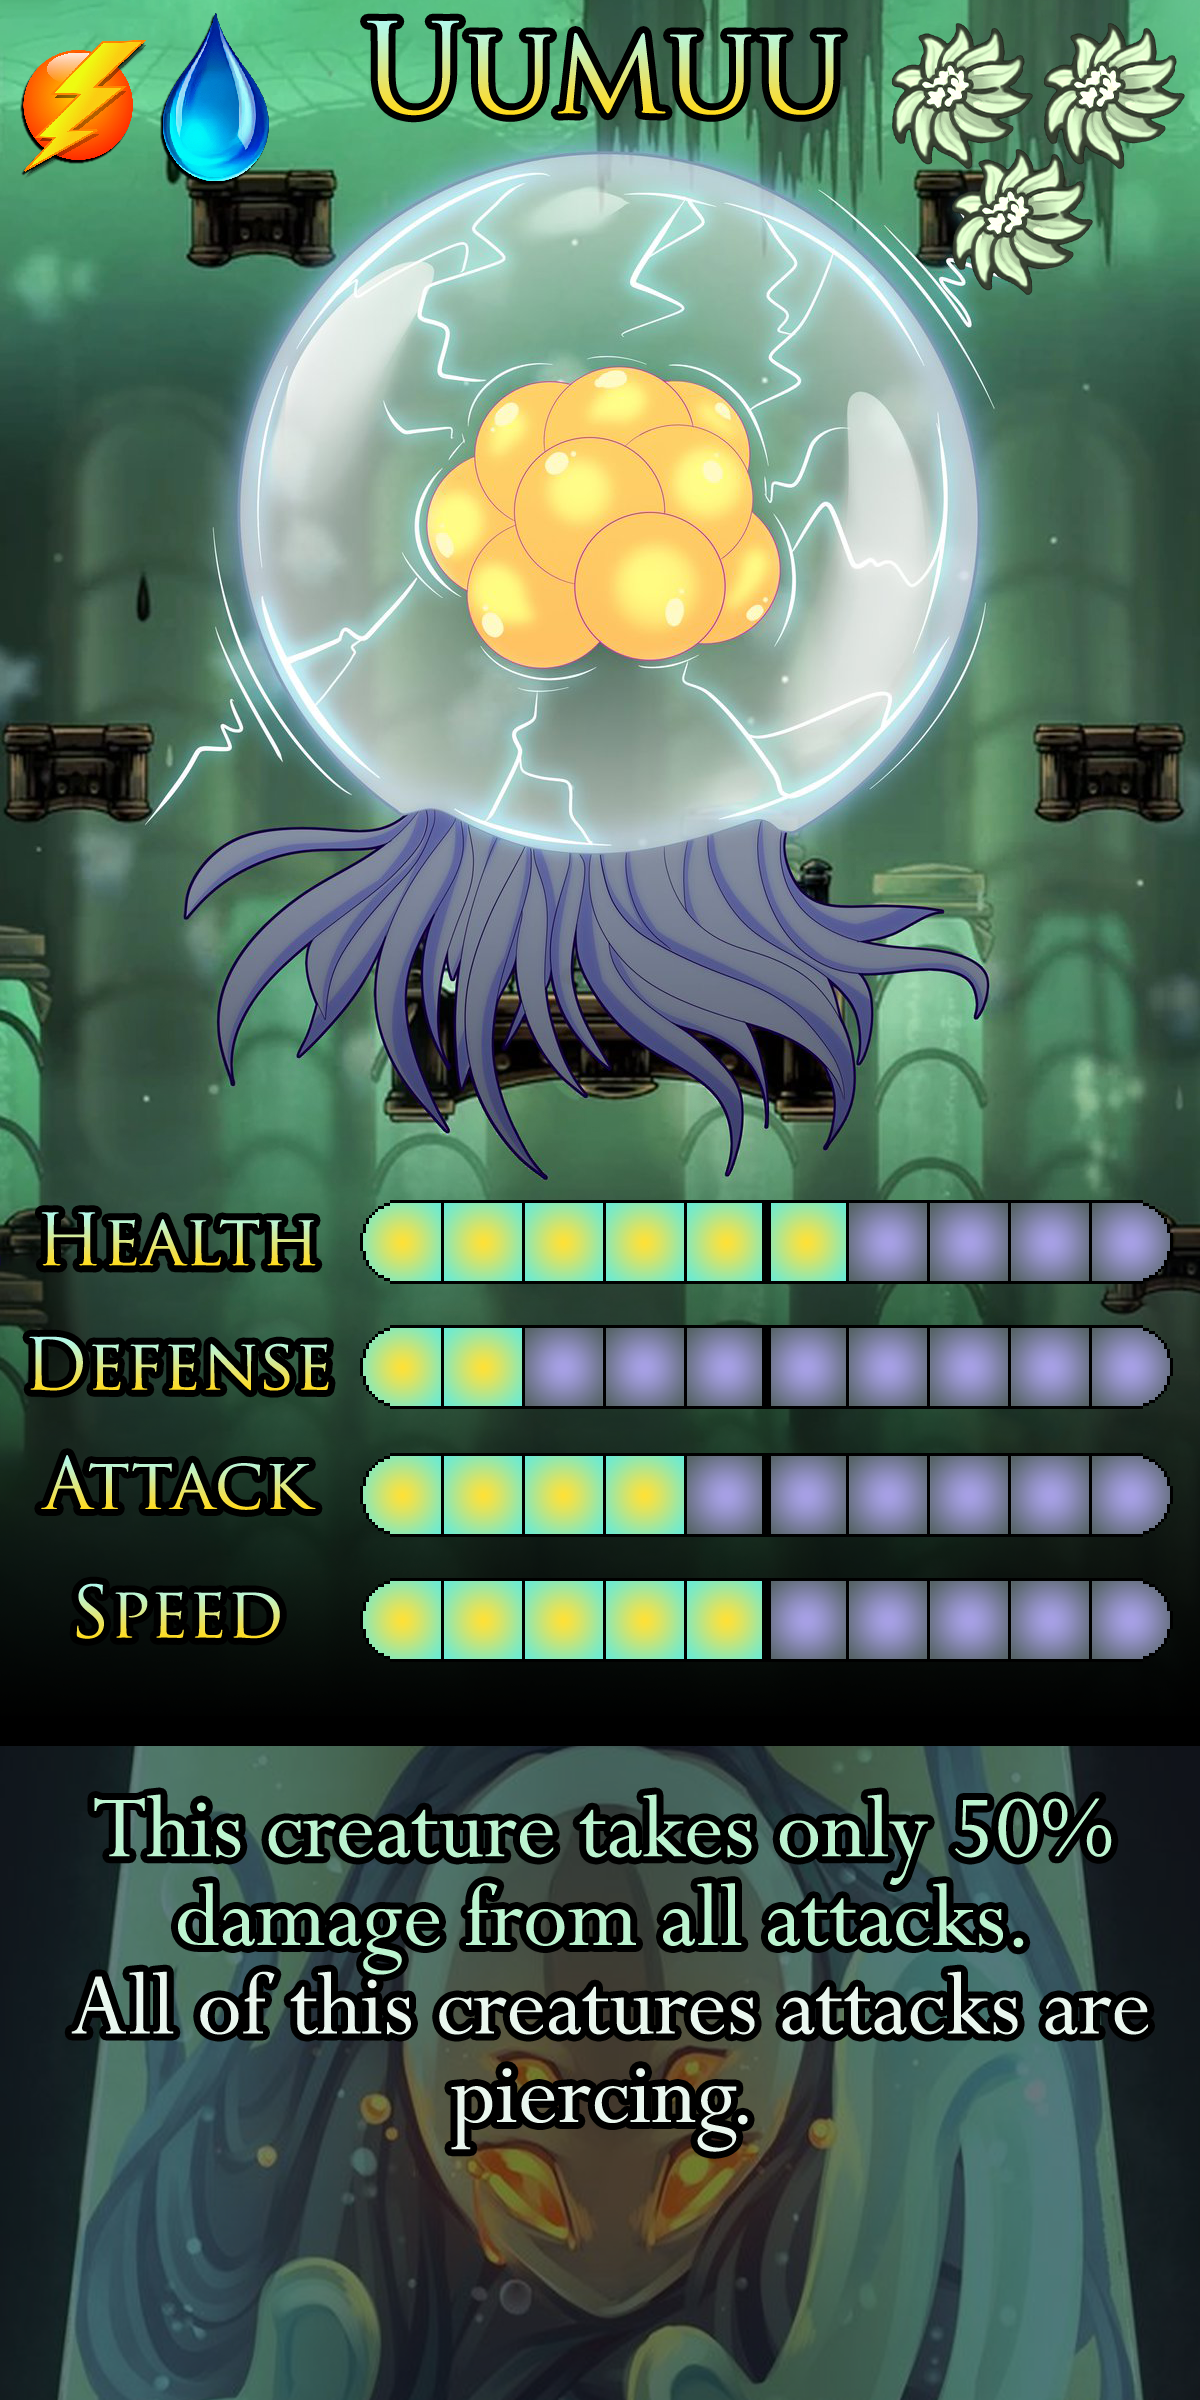 Uumuu
Health
Defense
Attack
Speed
This creature takes only 50%
damage from all attacks.
All of this creatures attacks are
piercing.